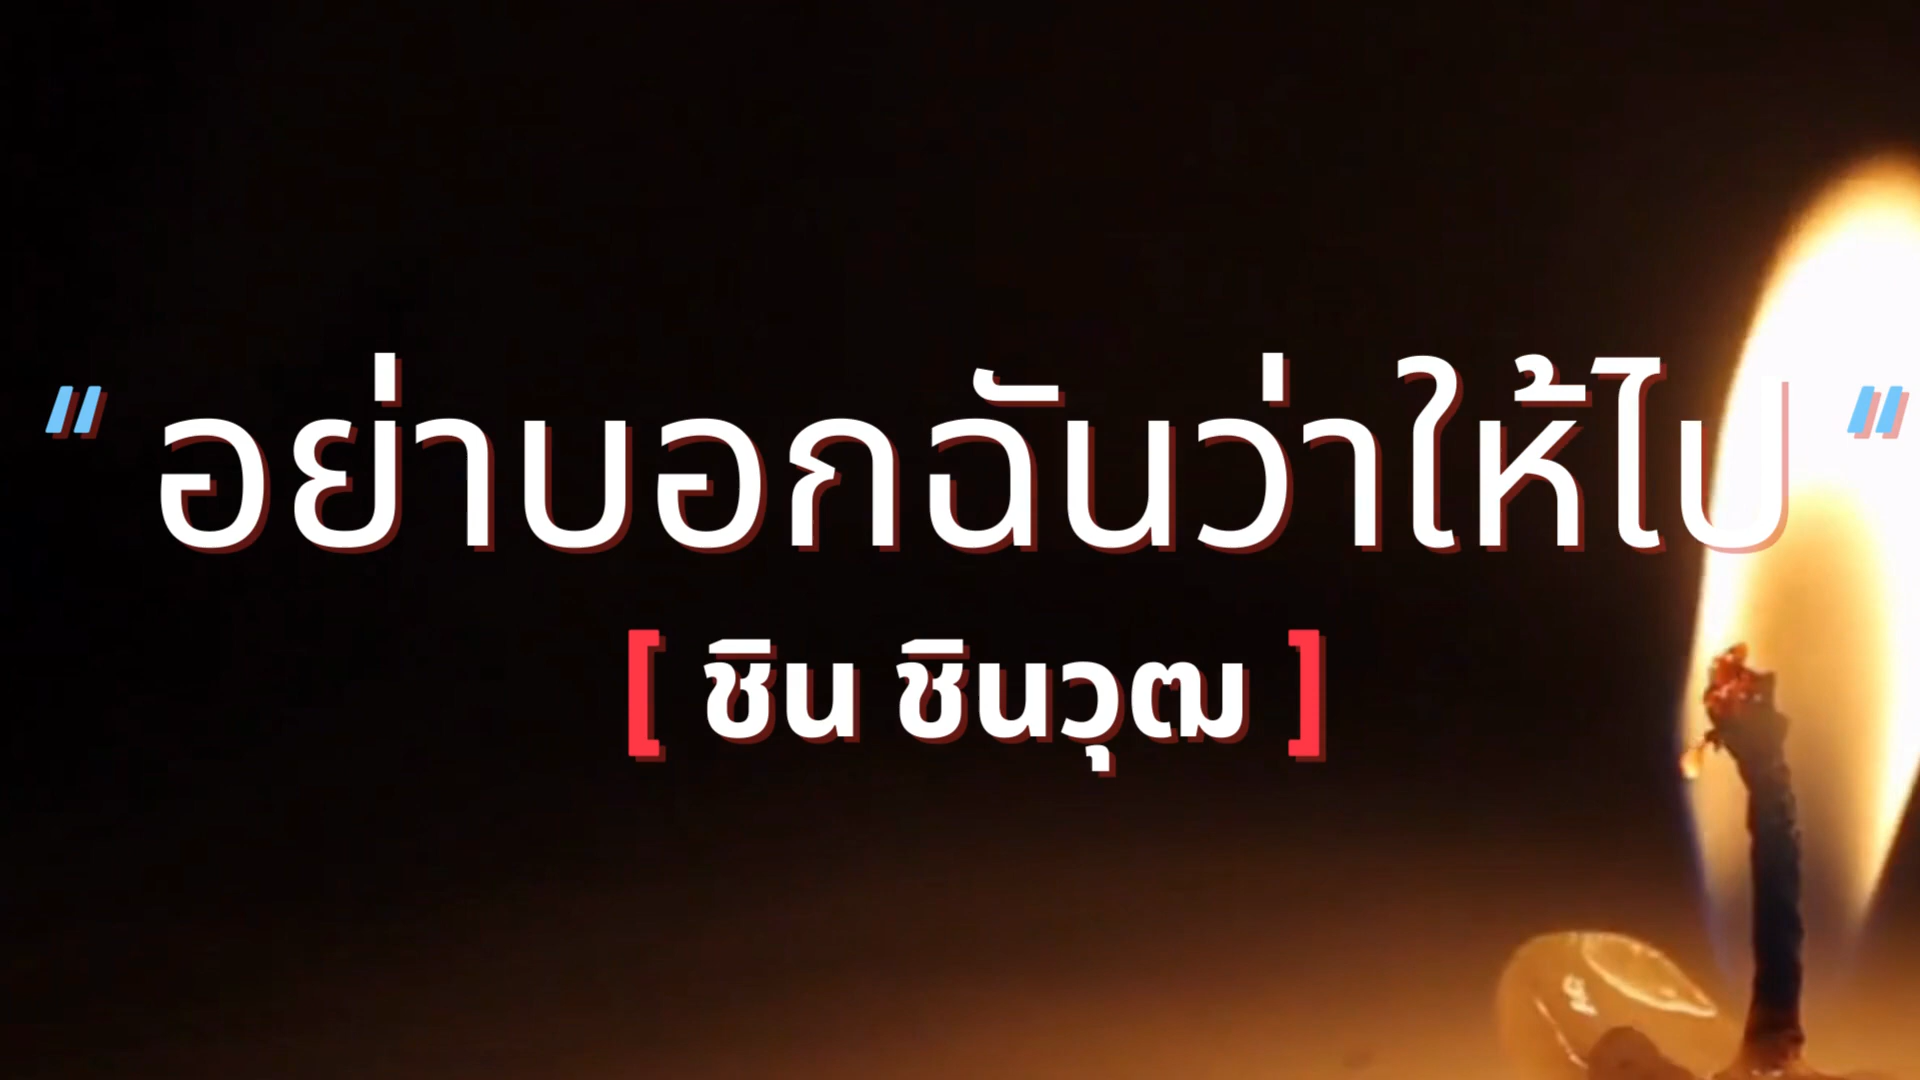 " อย่าบอกฉันว่าให้ไป "
[ ชิน ชินวุฒ ]